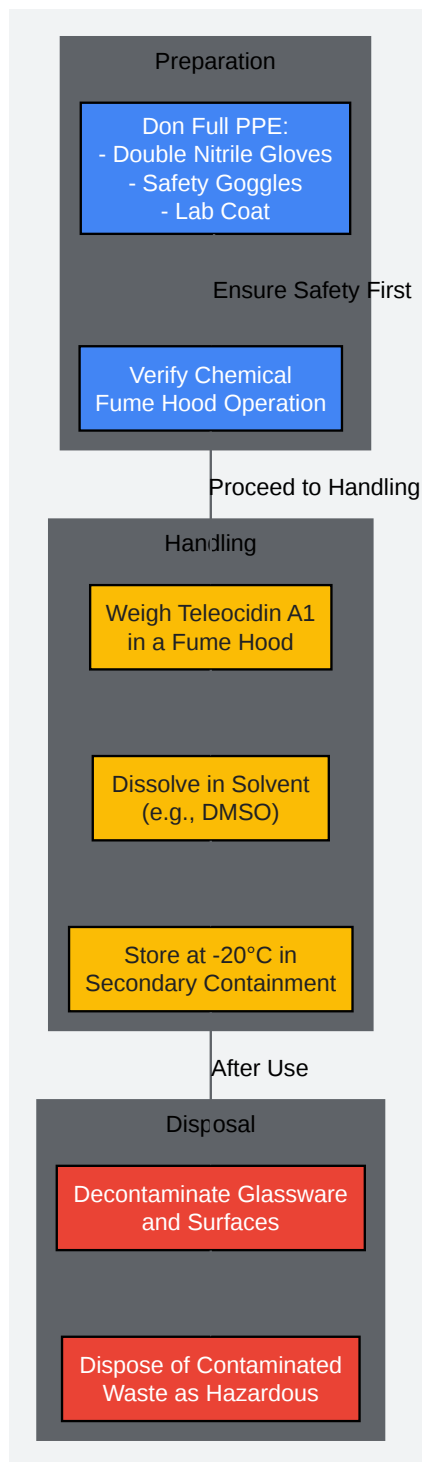 Preparation
Don Full PPE:
- Double Nitrile Gloves
- Safety Goggles
- Lab Coat
Ensure Safety First
Verify Chemical
Fume Hood Operation
Proceed to Handling
Handling
Weigh Teleocidin A1
in a Fume Hood
Dissolve in Solvent
(e.g., DMSO)
Store at -20°C in
Secondary Containment
After Use
Disposal
Decontaminate Glassware
and Surfaces
Dispose of Contaminated
Waste as Hazardous